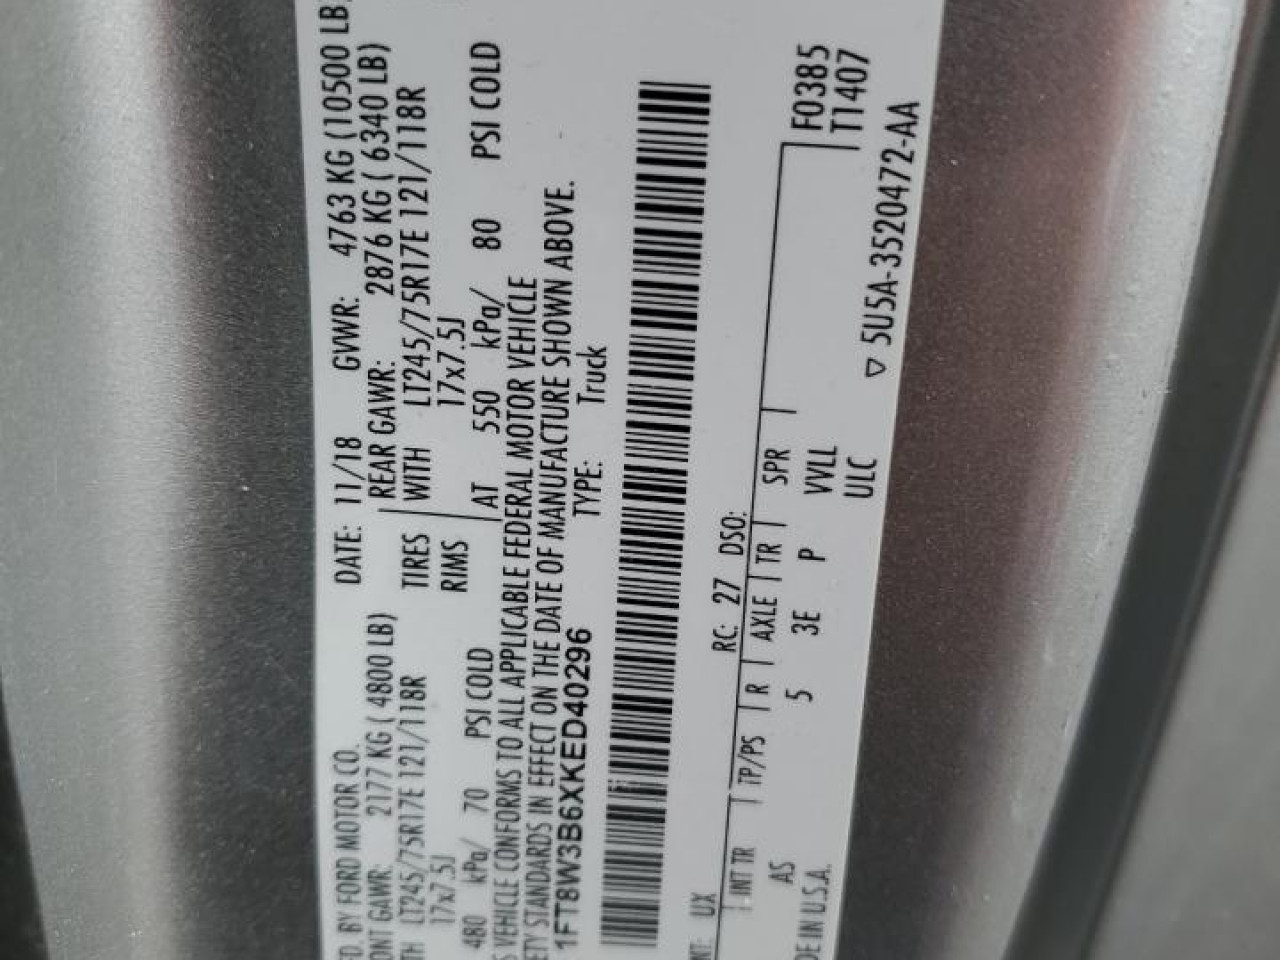 FD. BY FORD MOTOR CO. DATE: 11/18 GVWR: 4763 KG (10500 LB
ONT GAWR: 2177 KG ( 4800 LB) REAR GAWR: 2876 KG ( 6340 LB)
TH LT245/75R17E 121/118R TIRES WITH LT245/75R17E 121/118R
17x7.5J RIMS 17x7.5J
480 kPa/ 70 PSI COLD AT 550 kPa/ 80 PSI COLD
S VEHICLE CONFORMS TO ALL APPLICABLE FEDERAL MOTOR VEHICLE
ETY STANDARDS IN EFFECT ON THE DATE OF MANUFACTURE SHOWN ABOVE.
1FT8W3B6XKED40296 TYPE: Truck
NT: UX RC: 27 DSO:
INT TR TP/PS R AXLE TR SPR F0385
AS 5 3E P VVLL T1407
DE IN U.S.A. ULC ▽ 5U5A-3520472-AA